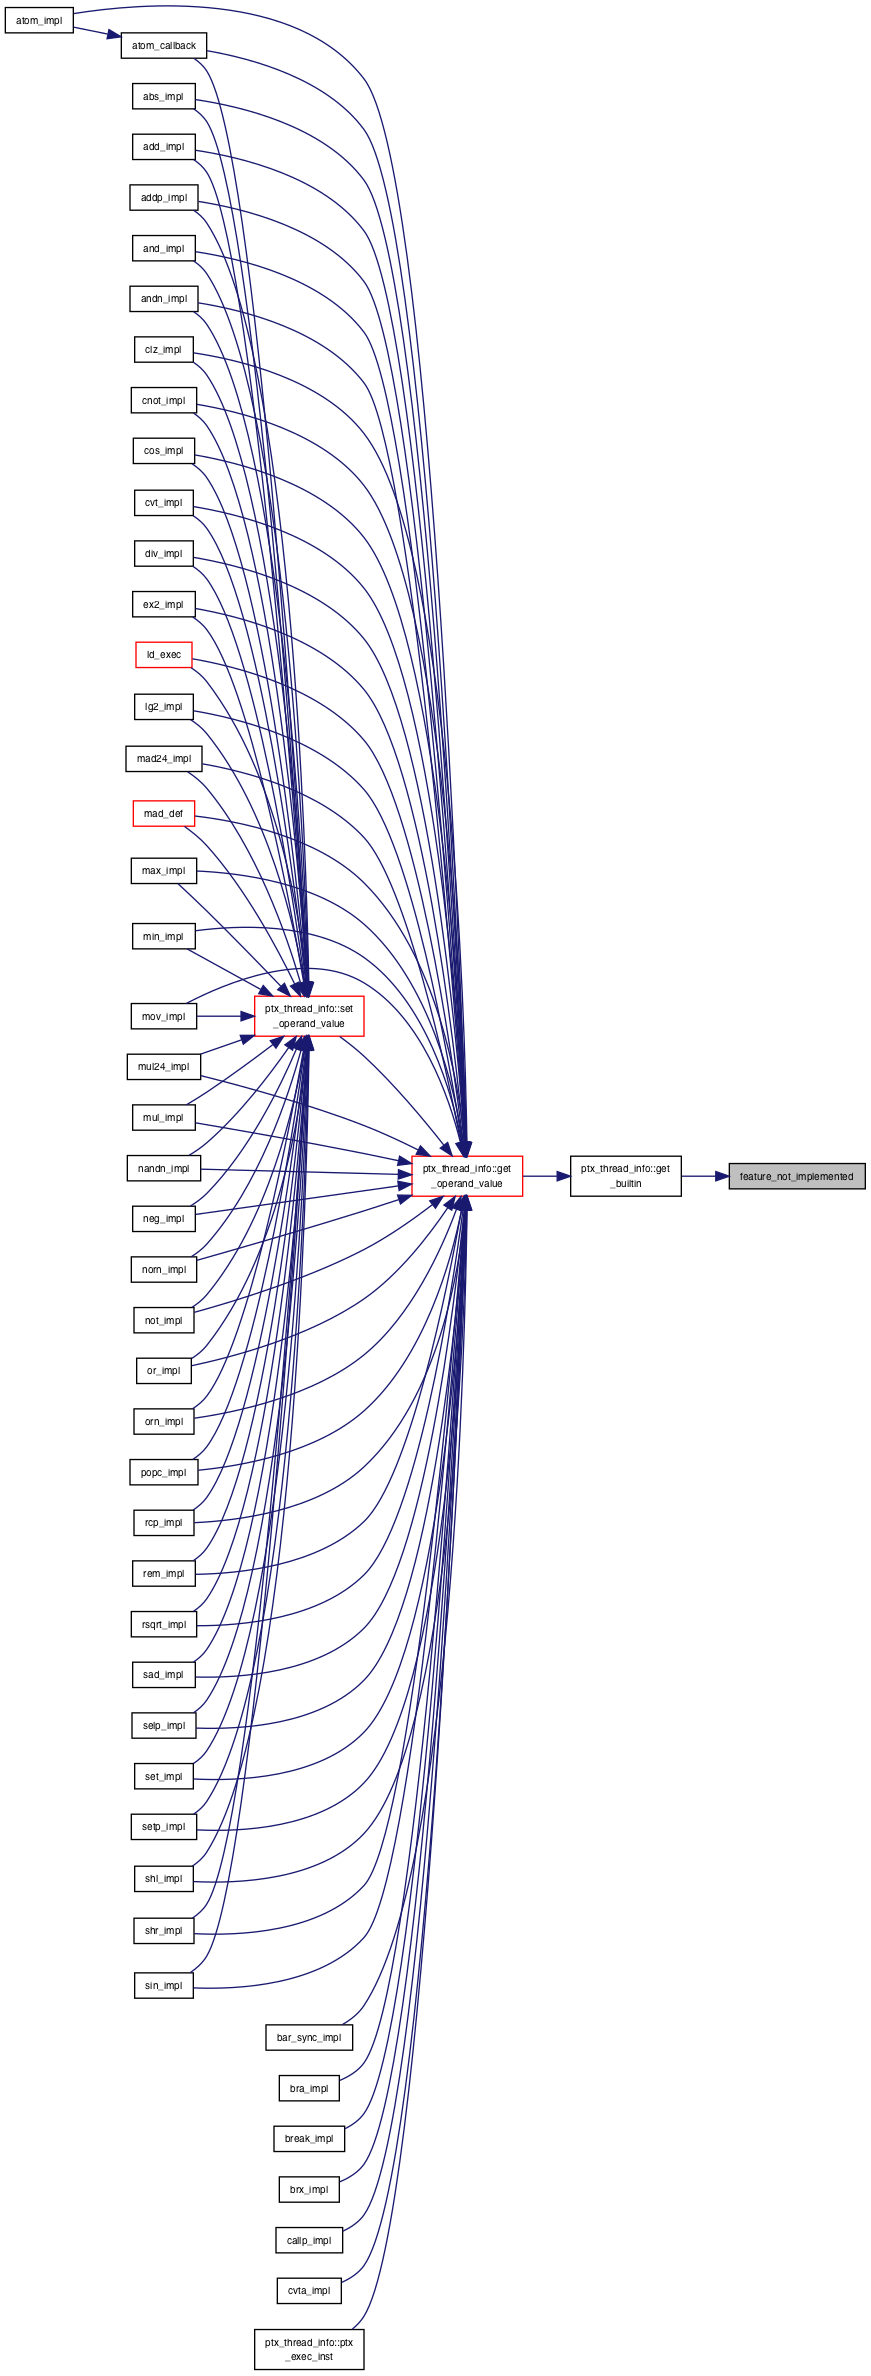 atom_impl
atom_callback
abs_impl
add_impl
addp_impl
and_impl
andn_impl
clz_impl
cnot_impl
cos_impl
cvt_impl
div_impl
ex2_impl
ld_exec
lg2_impl
mad24_impl
mad_def
max_impl
min_impl
mov_impl
ptx_thread_info::set
_operand_value
mul24_impl
mul_impl
nandn_impl
ptx_thread_info::get
_operand_value
ptx_thread_info::get
_builtin
feature_not_implemented
neg_impl
norn_impl
not_impl
or_impl
orn_impl
popc_impl
rcp_impl
rem_impl
rsqrt_impl
sad_impl
selp_impl
set_impl
setp_impl
shl_impl
shr_impl
sin_impl
bar_sync_impl
bra_impl
break_impl
brx_impl
callp_impl
cvta_impl
ptx_thread_info::ptx
_exec_inst